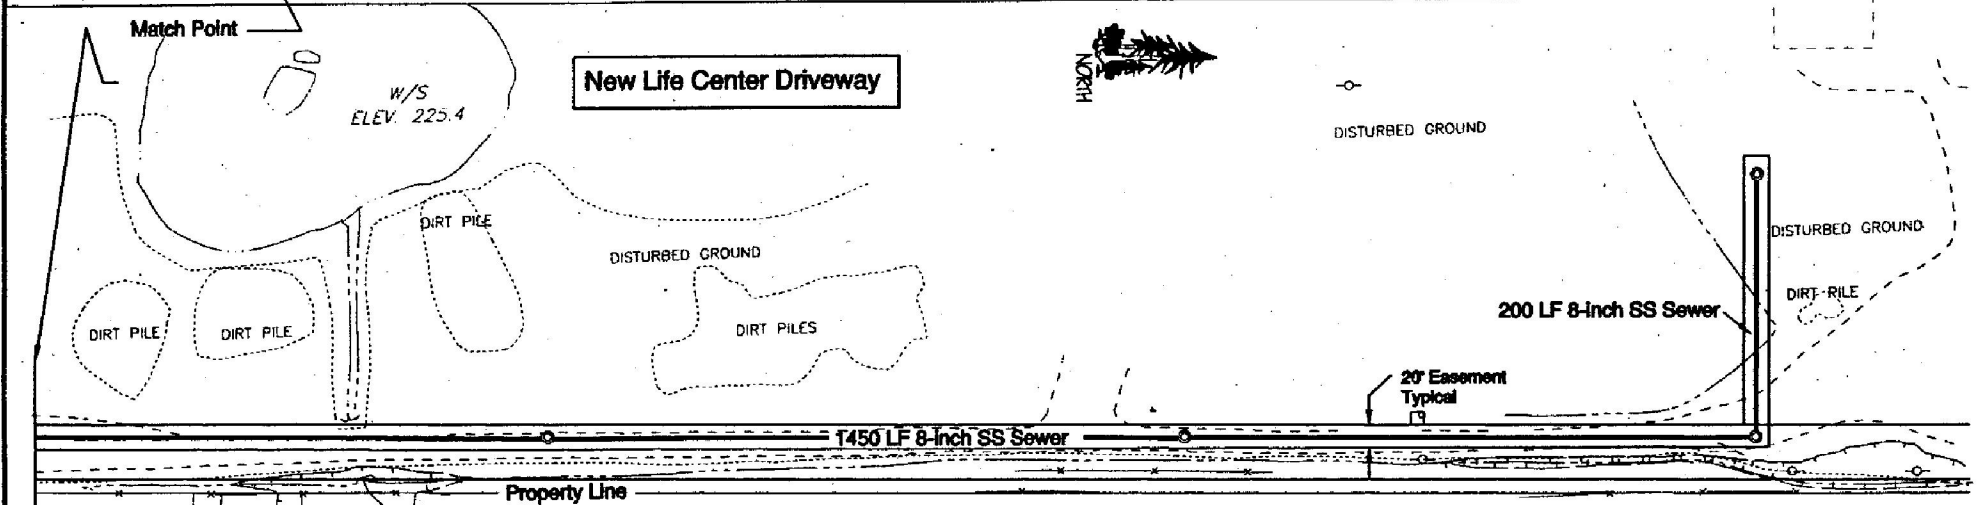 Match Point
New Life Center Driveway
NORTH
W/S
ELEV. 225.4
DISTURBED GROUND
DIRT PILE
DISTURBED GROUND
DISTURBED GROUND
DIRT PILE
200 LF 8-inch SS Sewer
DIRT PILE
DIRT PILE
DIRT PILES
20' Easement
Typical
1450 LF 8-inch SS Sewer
Property Line